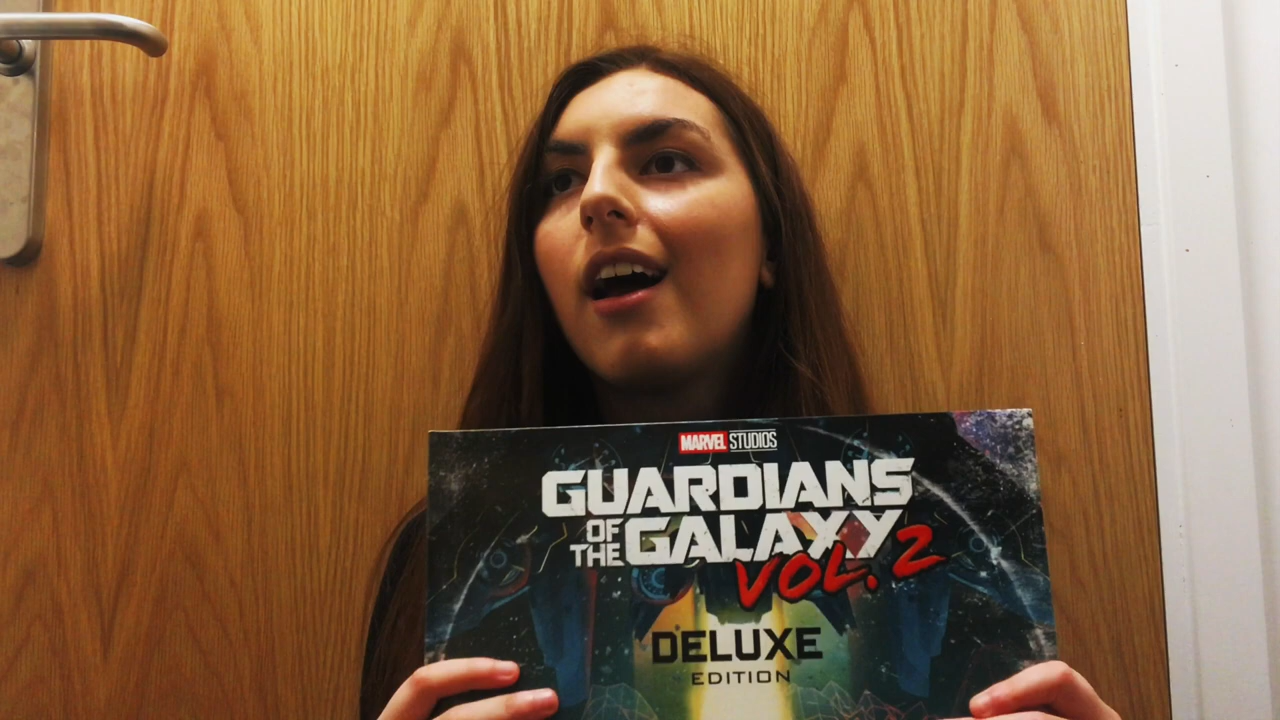 MARVEL STUDIOS
GUARDIANS
OF THE GALAXY
VOL. 2
DELUXE
EDITION